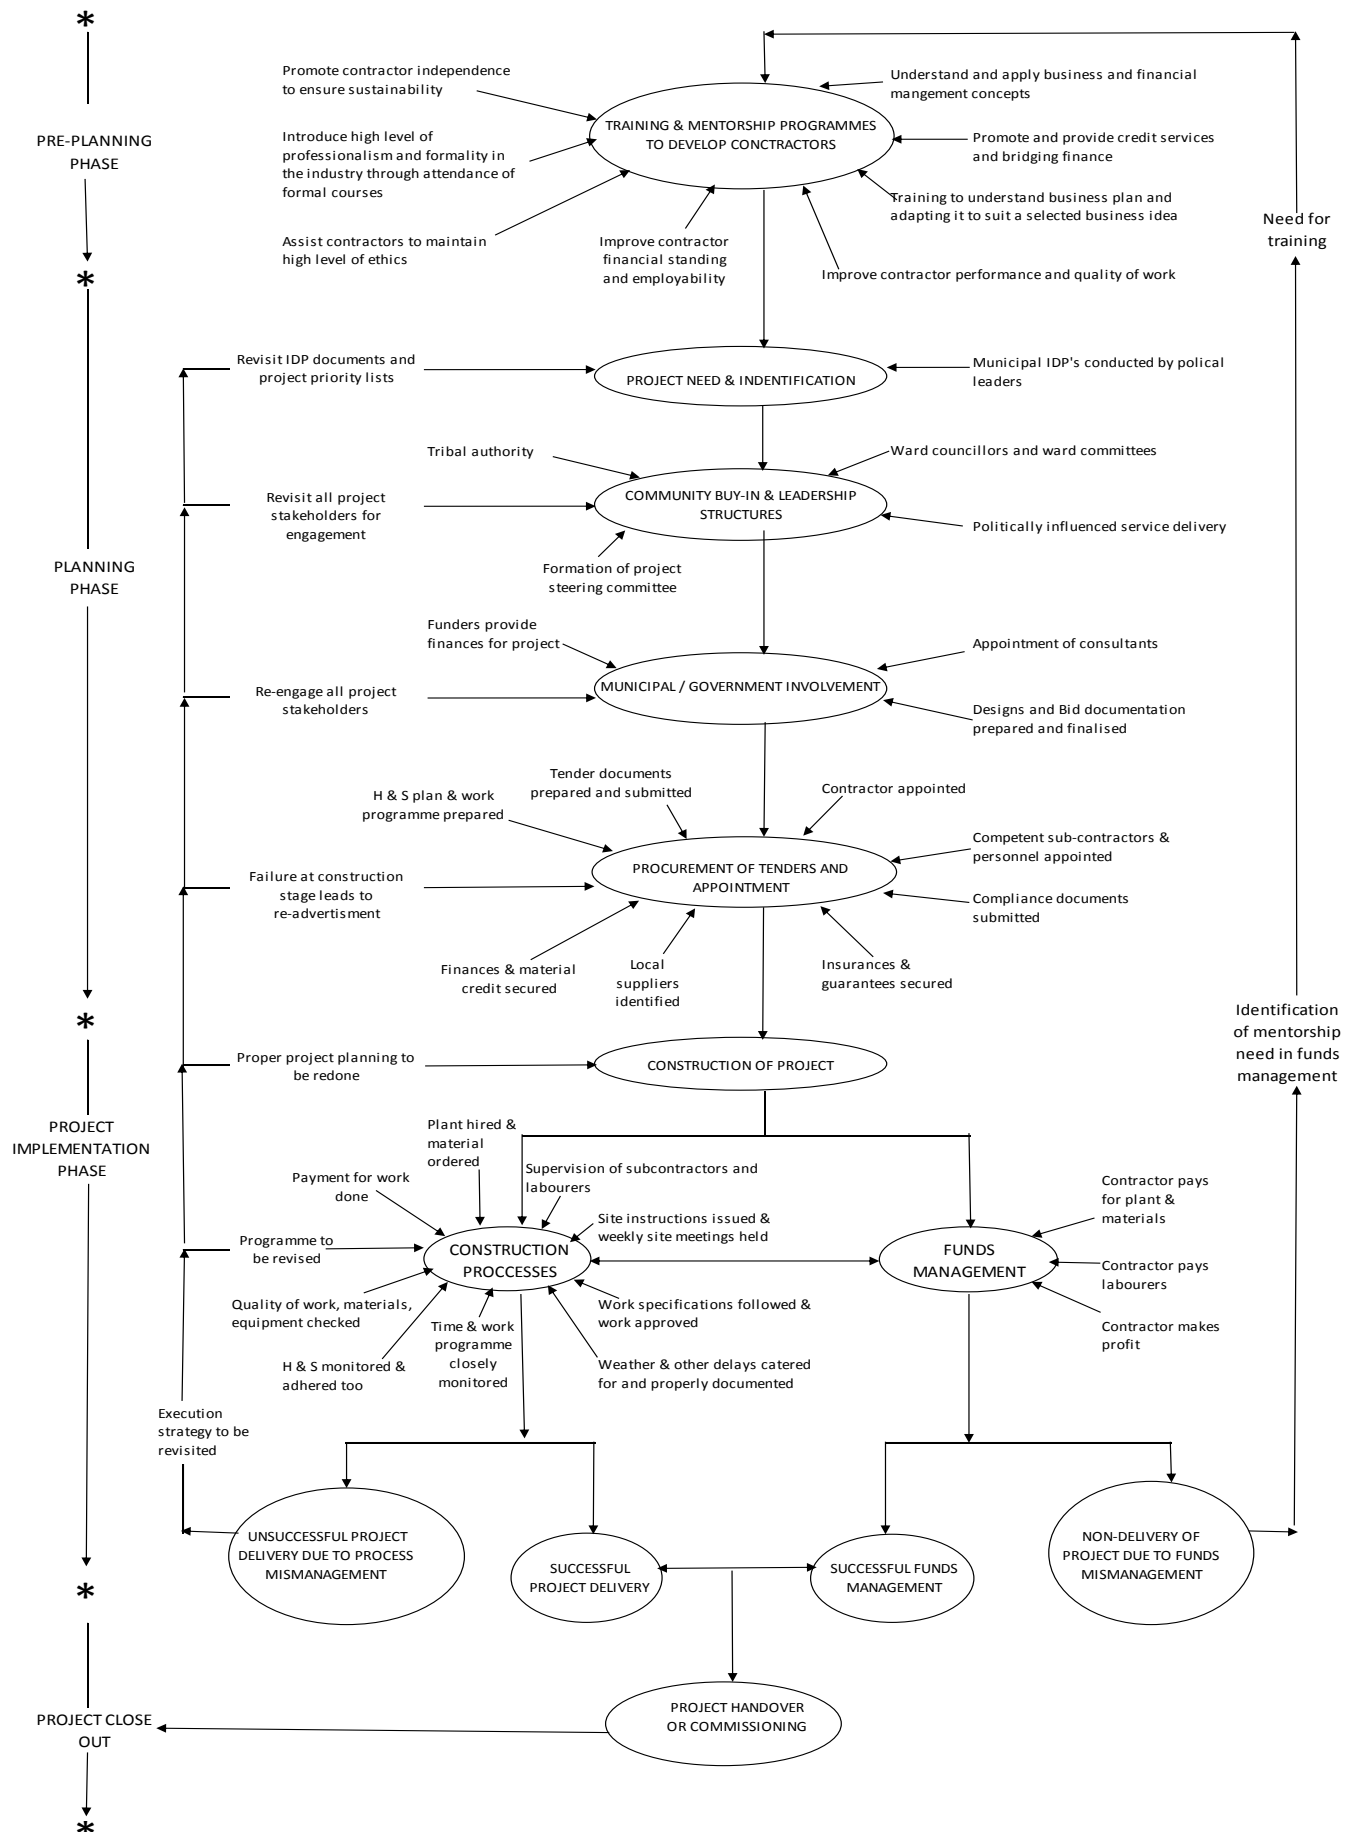 *
PRE-PLANNING
PHASE
Promote contractor independence
to ensure sustainability
Introduce high level of
professionalism and formality in
the industry through attendance of
formal courses
Assist contractors to maintain
high level of ethics
Improve contractor
financial standing
and employability
TRAINING & MENTORSHIP PROGRAMMES
TO DEVELOP CONCTRACTORS
Understand and apply business and financial
mangement concepts
Promote and provide credit services
and bridging finance
Training to understand business plan and
adapting it to suit a selected business idea
Improve contractor performance and quality of work
Need for
training
*
Revisit IDP documents and
project priority lists
PROJECT NEED & INDENTIFICATION
Municipal IDP's conducted by polical
leaders
Tribal authority
Ward councillors and ward committees
Revisit all project
stakeholders for
engagement
COMMUNITY BUY-IN & LEADERSHIP
STRUCTURES
Politically influenced service delivery
Formation of project
steering committee
PLANNING
PHASE
Funders provide
finances for project
Appointment of consultants
Re-engage all project
stakeholders
MUNICIPAL / GOVERNMENT INVOLVEMENT
Designs and Bid documentation
prepared and finalised
H & S plan & work
programme prepared
Tender documents
prepared and submitted
Contractor appointed
Competent sub-contractors &
personnel appointed
Failure at construction
stage leads to
re-advertisment
PROCUREMENT OF TENDERS AND
APPOINTMENT
Compliance documents
submitted
Finances & material
credit secured
Local
suppliers
identified
Insurances &
guarantees secured
*
Identification
of mentorship
need in funds
management
Proper project planning to
be redone
CONSTRUCTION OF PROJECT
PROJECT
IMPLEMENTATION
PHASE
Plant hired &
material
ordered
Payment for work
done
Supervision of subcontractors and
labourers
Site instructions issued &
weekly site meetings held
Programme to
be revised
CONSTRUCTION
PROCCESSES
FUNDS
MANAGEMENT
Contractor pays
for plant &
materials
Contractor pays
labourers
Contractor makes
profit
Quality of work, materials,
equipment checked
H & S monitored &
adhered too
Time & work
programme
closely
monitored
Work specifications followed &
work approved
Weather & other delays catered
for and properly documented
Execution
strategy to be
revisited
UNSUCCESSFUL PROJECT
DELIVERY DUE TO PROCESS
MISMANAGEMENT
SUCCESSFUL
PROJECT DELIVERY
SUCCESSFUL FUNDS
MANAGEMENT
NON-DELIVERY OF
PROJECT DUE TO FUNDS
MISMANAGEMENT
*
PROJECT CLOSE
OUT
PROJECT HANDOVER
OR COMMISSIONING
*